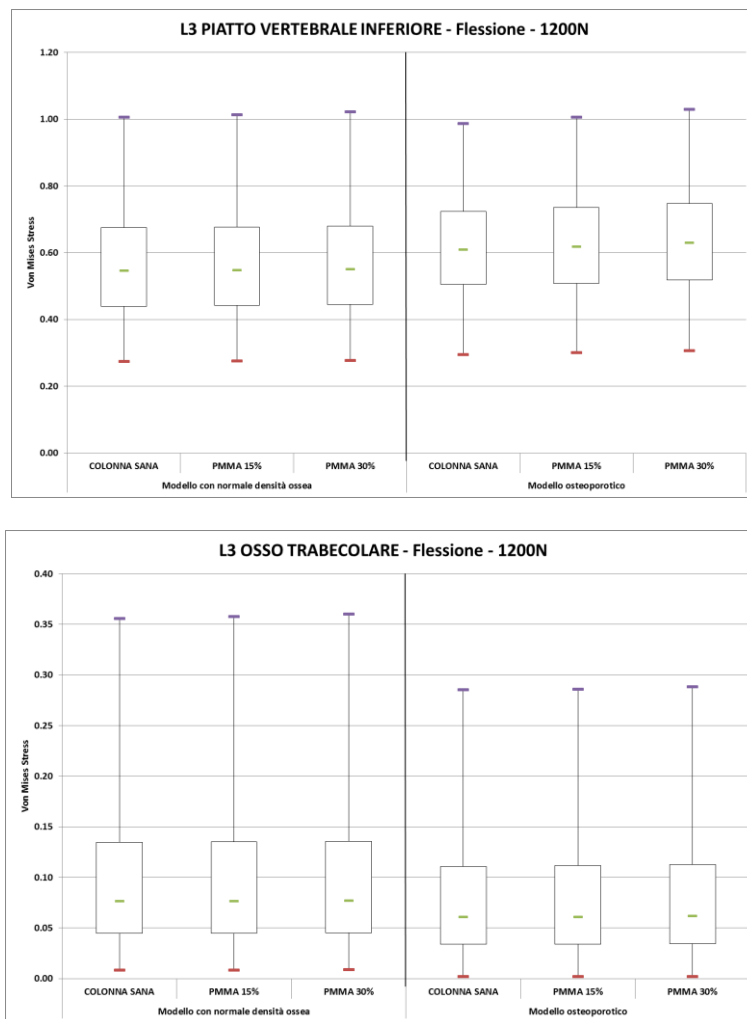 L3 PIATTO VERTEBRALE INFERIORE - Flessione - 1200N
1.20
1.00
0.80
0.60
0.40
0.20
0.00
Von Mises Stress
COLONNA SANA PMMA 15% PMMA 30% COLONNA SANA PMMA 15% PMMA 30%
Modello con normale densità ossea Modello osteoporotico
L3 OSSO TRABECOLARE - Flessione - 1200N
0.40
0.35
0.30
0.25
0.20
0.15
0.10
0.05
0.00
Von Mises Stress
COLONNA SANA PMMA 15% PMMA 30% COLONNA SANA PMMA 15% PMMA 30%
Modello con normale densità ossea Modello osteoporotico